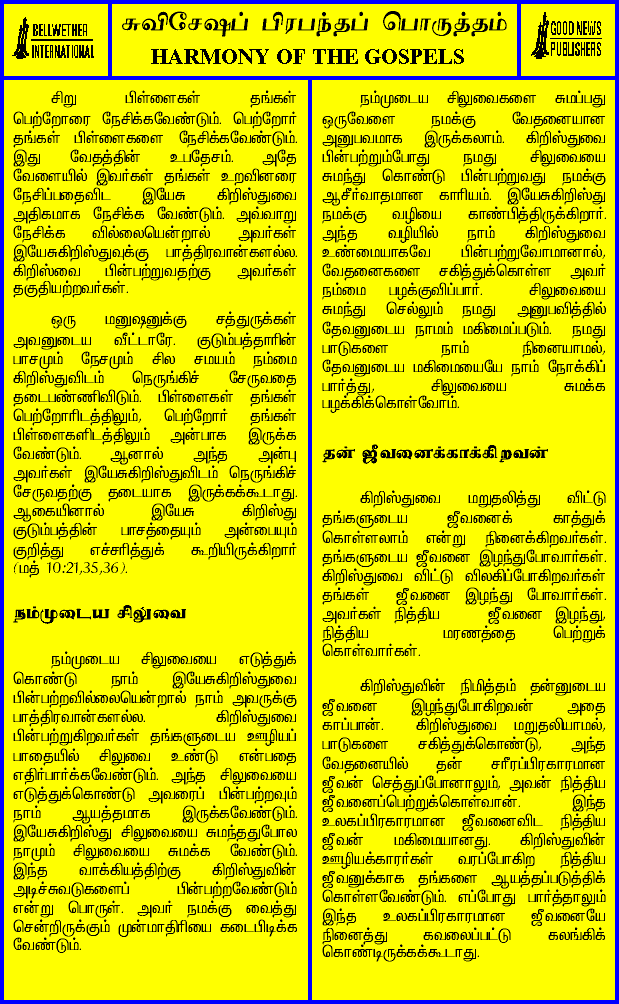 BELLWETHER
INTERNATIONAL
சுவிசேஷப் பிரபந்தப் பொருத்தம்
HARMONY OF THE GOSPELS
GOOD NEWS
PUBLISHERS
சிறு பிள்ளைகள் தங்கள்
பெற்றோரை நேசிக்கவேண்டும். பெற்றோர்
தங்கள் பிள்ளைகளை நேசிக்கவேண்டும்.
இது வேதத்தின் உபதேசம். அதே
வேளையில் இவர்கள் தங்கள் உறவினரை
நேசிப்பதைவிட இயேசு கிறிஸ்துவை
அதிகமாக நேசிக்க வேண்டும். அவ்வாறு
நேசிக்க வில்லையென்றால் அவர்கள்
இயேசுகிறிஸ்துவுக்கு பாத்திரவான்களல்ல.
கிறிஸ்வை பின்பற்றுவதற்கு அவர்கள்
தகுதியற்றவர்கள்.
ஒரு மனுஷனுக்கு சத்துருக்கள்
அவனுடைய வீட்டாரே. குடும்பத்தாரின்
பாசமும் நேசமும் சில சமயம் நம்மை
கிறிஸ்துவிடம் நெருங்கிச் சேருவதை
தடைபண்ணிவிடும். பிள்ளைகள் தங்கள்
பெற்றோரிடத்திலும், பெற்றோர் தங்கள்
பிள்ளைகளிடத்திலும் அன்பாக இருக்க
வேண்டும். ஆனால் அந்த அன்பு
அவர்கள் இயேசுகிறிஸ்துவிடம் நெருங்கிச்
சேருவதற்கு தடையாக இருக்கக்கூடாது.
ஆகையினால் இயேசு கிறிஸ்து
குடும்பத்தின் பாசத்தையும் அன்பையும்
குறித்து எச்சரித்துக் கூறியிருக்கிறார்
(மத் 10:21,35,36).
நம்முடைய சிலுவை
நம்முடைய சிலுவையை எடுத்துக்
கொண்டு நாம் இயேசுகிறிஸ்துவை
பின்பற்றவில்லையென்றால் நாம் அவருக்கு
பாத்திரவான்களல்ல. கிறிஸ்துவை
பின்பற்றுகிறவர்கள் தங்களுடைய ஊழியப்
பாதையில் சிலுவை உண்டு என்பதை
எதிர்பார்க்கவேண்டும். அந்த சிலுவையை
எடுத்துக்கொண்டு அவரைப் பின்பற்றவும்
நாம் ஆயத்தமாக இருக்கவேண்டும்.
இயேசுகிறிஸ்து சிலுவையை சுமந்ததுபோல
நாமும் சிலுவையை சுமக்க வேண்டும்.
இந்த வாக்கியத்திற்கு கிறிஸ்துவின்
அடிச்சுவடுகளைப் பின்பற்றவேண்டும்
என்று பொருள். அவர் நமக்கு வைத்து
சென்றிருக்கும் முன்மாதிரியை கடைபிடிக்க
வேண்டும்.
நம்முடைய சிலுவைகளை சுமப்பது
ஒருவேளை நமக்கு வேதனையான
அனுபவமாக இருக்கலாம். கிறிஸ்துவை
பின்பற்றும்போது நமது சிலுவையை
சுமந்து கொண்டு பின்பற்றுவது நமக்கு
ஆசீர்வாதமான காரியம். இயேசுகிறிஸ்து
நமக்கு வழியை காண்பித்திருக்கிறார்.
அந்த வழியில் நாம் கிறிஸ்துவை
உண்மையாகவே பின்பற்றுவோமானால்,
வேதனைகளை சகித்துக்கொள்ள அவர்
நம்மை பழக்குவிப்பார். சிலுவையை
சுமந்து செல்லும் நமது அனுபவித்தில்
தேவனுடைய நாமம் மகிமைப்படும். நமது
பாடுகளை நாம் நினையாமல்,
தேவனுடைய மகிமையையே நாம் நோக்கிப்
பார்த்து, சிலுவையை சுமக்க
பழக்கிக்கொள்வோம்.
தன் ஜீவனைக்காக்கிறவன்
கிறிஸ்துவை மறுதலித்து விட்டு
தங்களுடைய ஜீவனைக் காத்துக்
கொள்ளலாம் என்று நினைக்கிறவர்கள்.
தங்களுடைய ஜீவனை இழந்துபோவார்கள்.
கிறிஸ்துவை விட்டு விலகிப்போகிறவர்கள்
தங்கள் ஜீவனை இழந்து போவார்கள்.
அவர்கள் நித்திய ஜீவனை இழந்து,
நித்திய மரணத்தை பெற்றுக்
கொள்வார்கள்.
கிறிஸ்துவின் நிமித்தம் தன்னுடைய
ஜீவனை இழந்துபோகிறவன் அதை
காப்பான். கிறிஸ்துவை மறுதலியாமல்,
பாடுகளை சகித்துக்கொண்டு, அந்த
வேதனையில் தன் சரீரப்பிரகாரமான
ஜீவன் செத்துப்போனாலும், அவன் நித்திய
ஜீவனைப்பெற்றுக்கொள்வான். இந்த
உலகப்பிரகாரமான ஜீவனைவிட நித்திய
ஜீவன் மகிமையானது. கிறிஸ்துவின்
ஊழியக்காரர்கள் வரப்போகிற நித்திய
ஜீவனுக்காக தங்களை ஆயத்தப்படுத்திக்
கொள்ளவேண்டும். எப்போது பார்த்தாலும்
இந்த உலகப்பிரகாரமான ஜீவனையே
நினைத்து கவலைப்பட்டு கலங்கிக்
கொண்டிருக்கக்கூடாது.